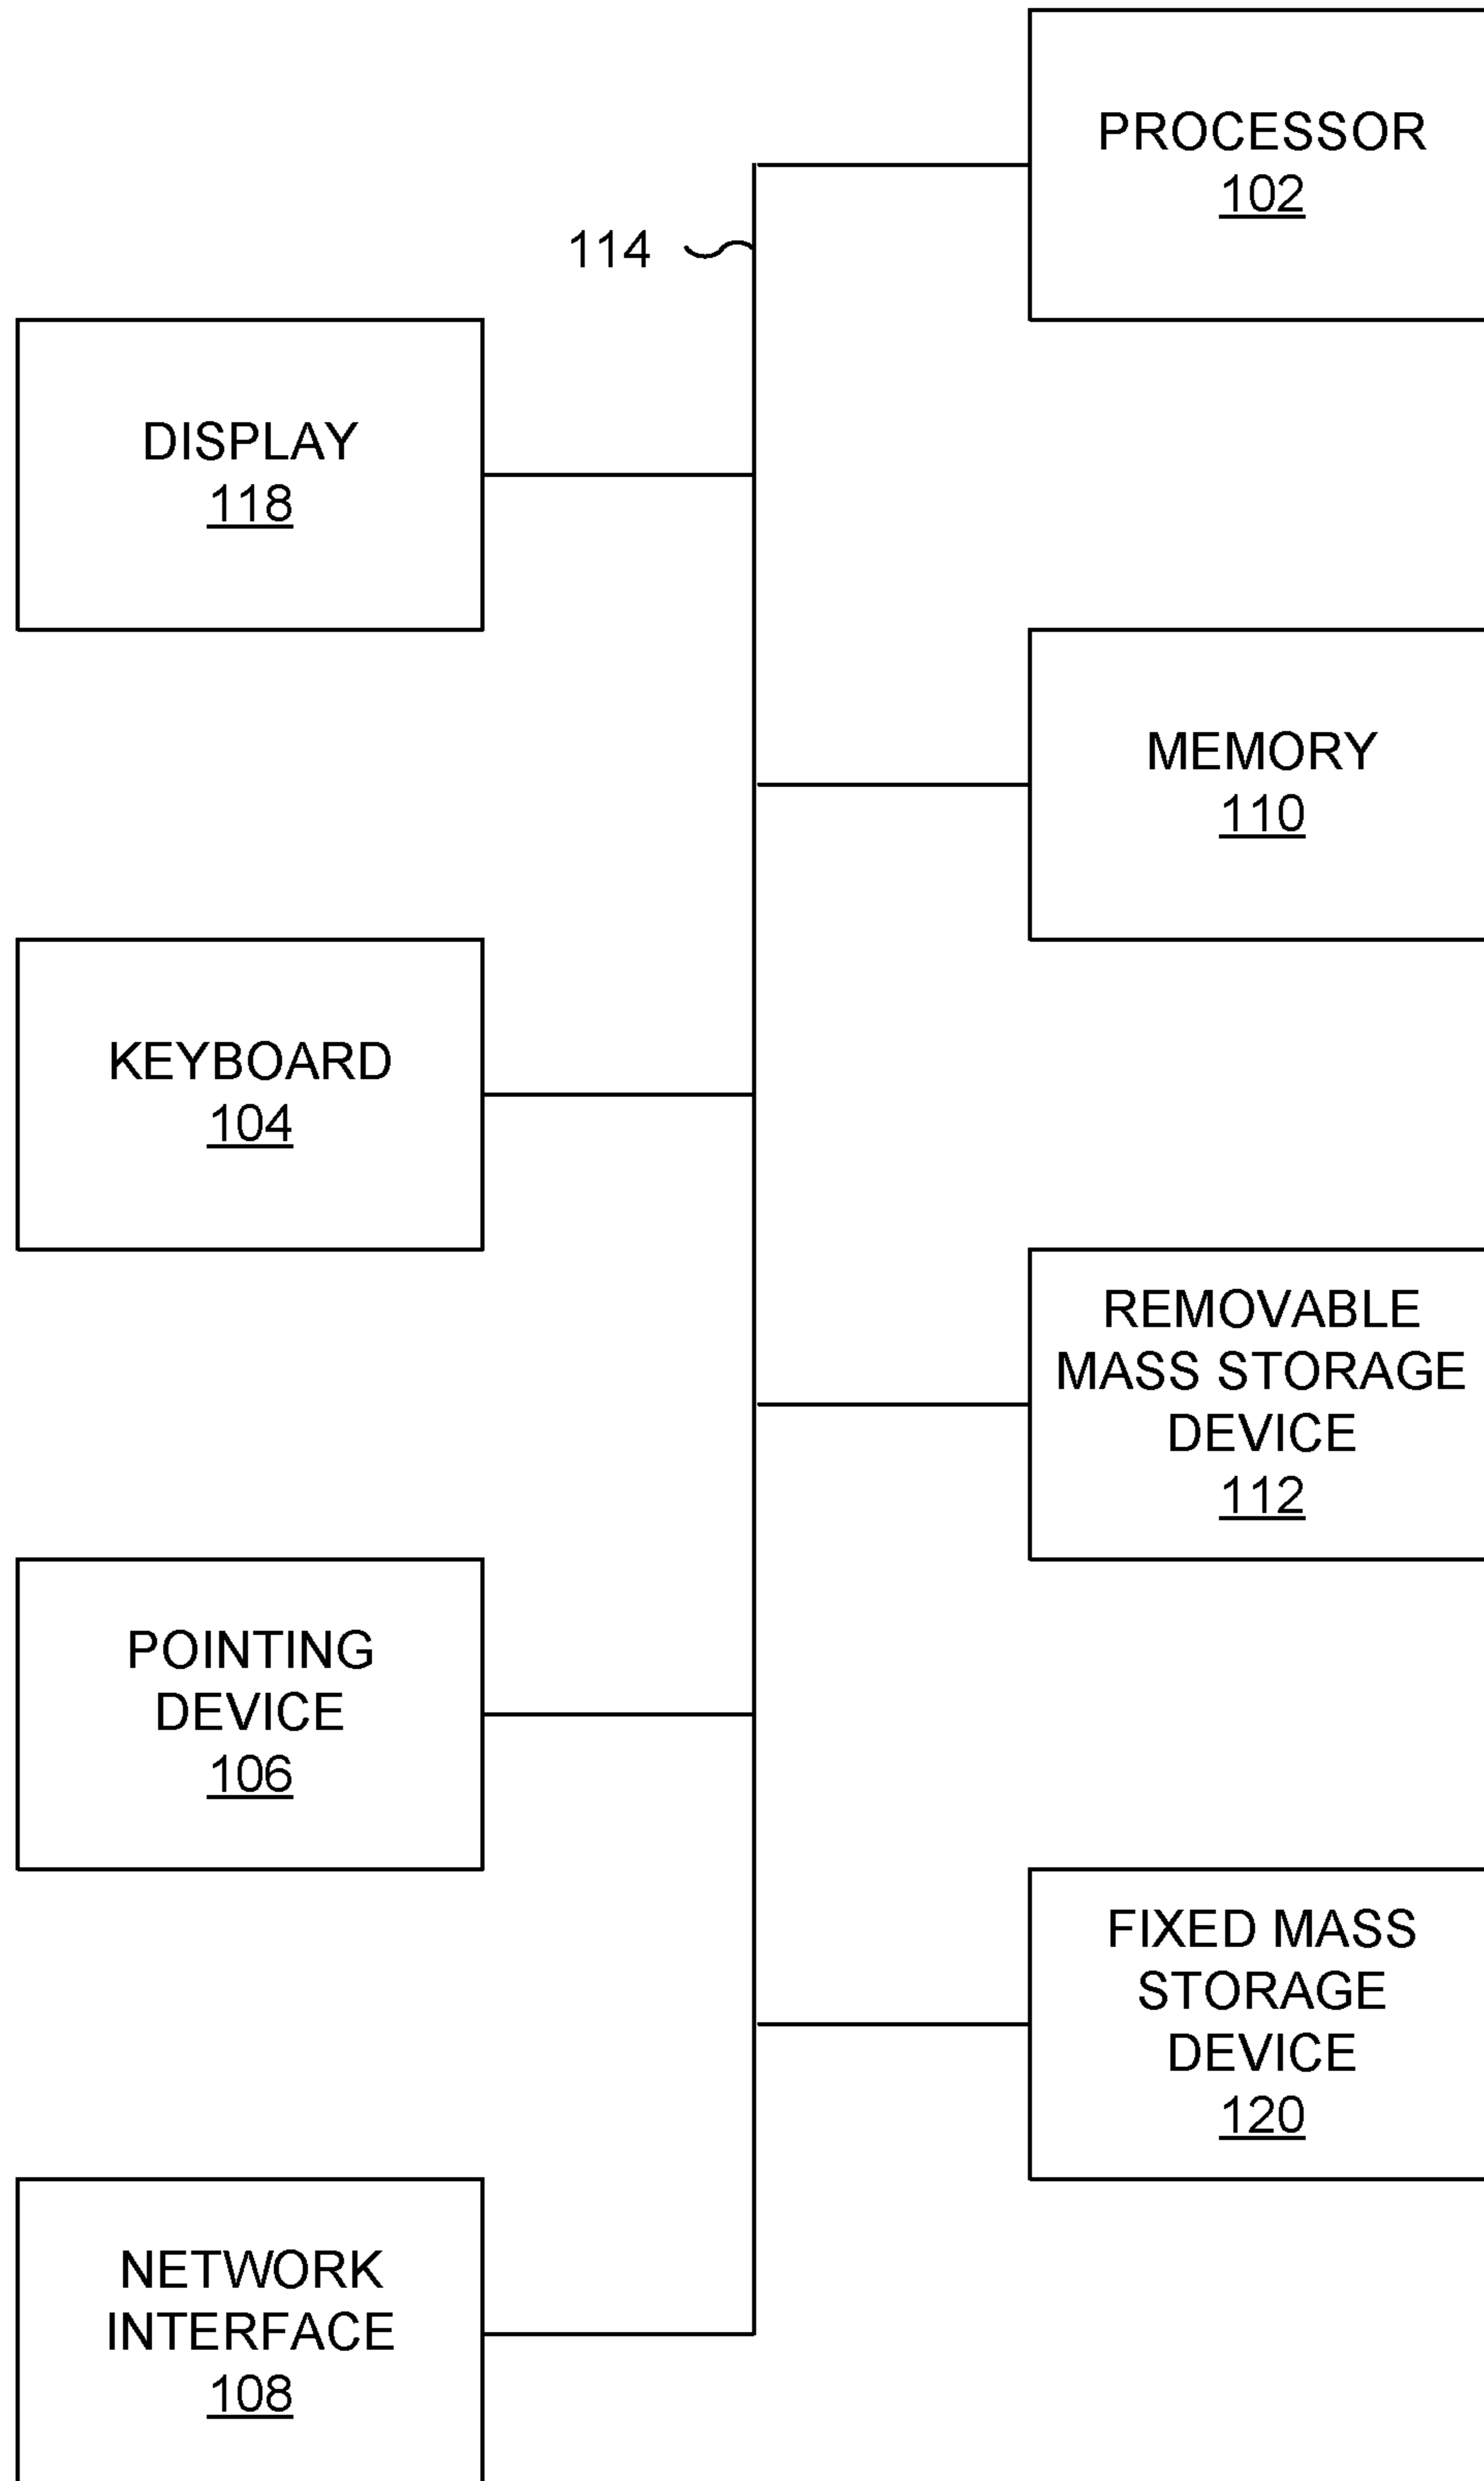 PROCESSOR
102
114
DISPLAY
118
MEMORY
110
KEYBOARD
104
REMOVABLE
MASS STORAGE
DEVICE
112
POINTING
DEVICE
106
FIXED MASS
STORAGE
DEVICE
120
NETWORK
INTERFACE
108